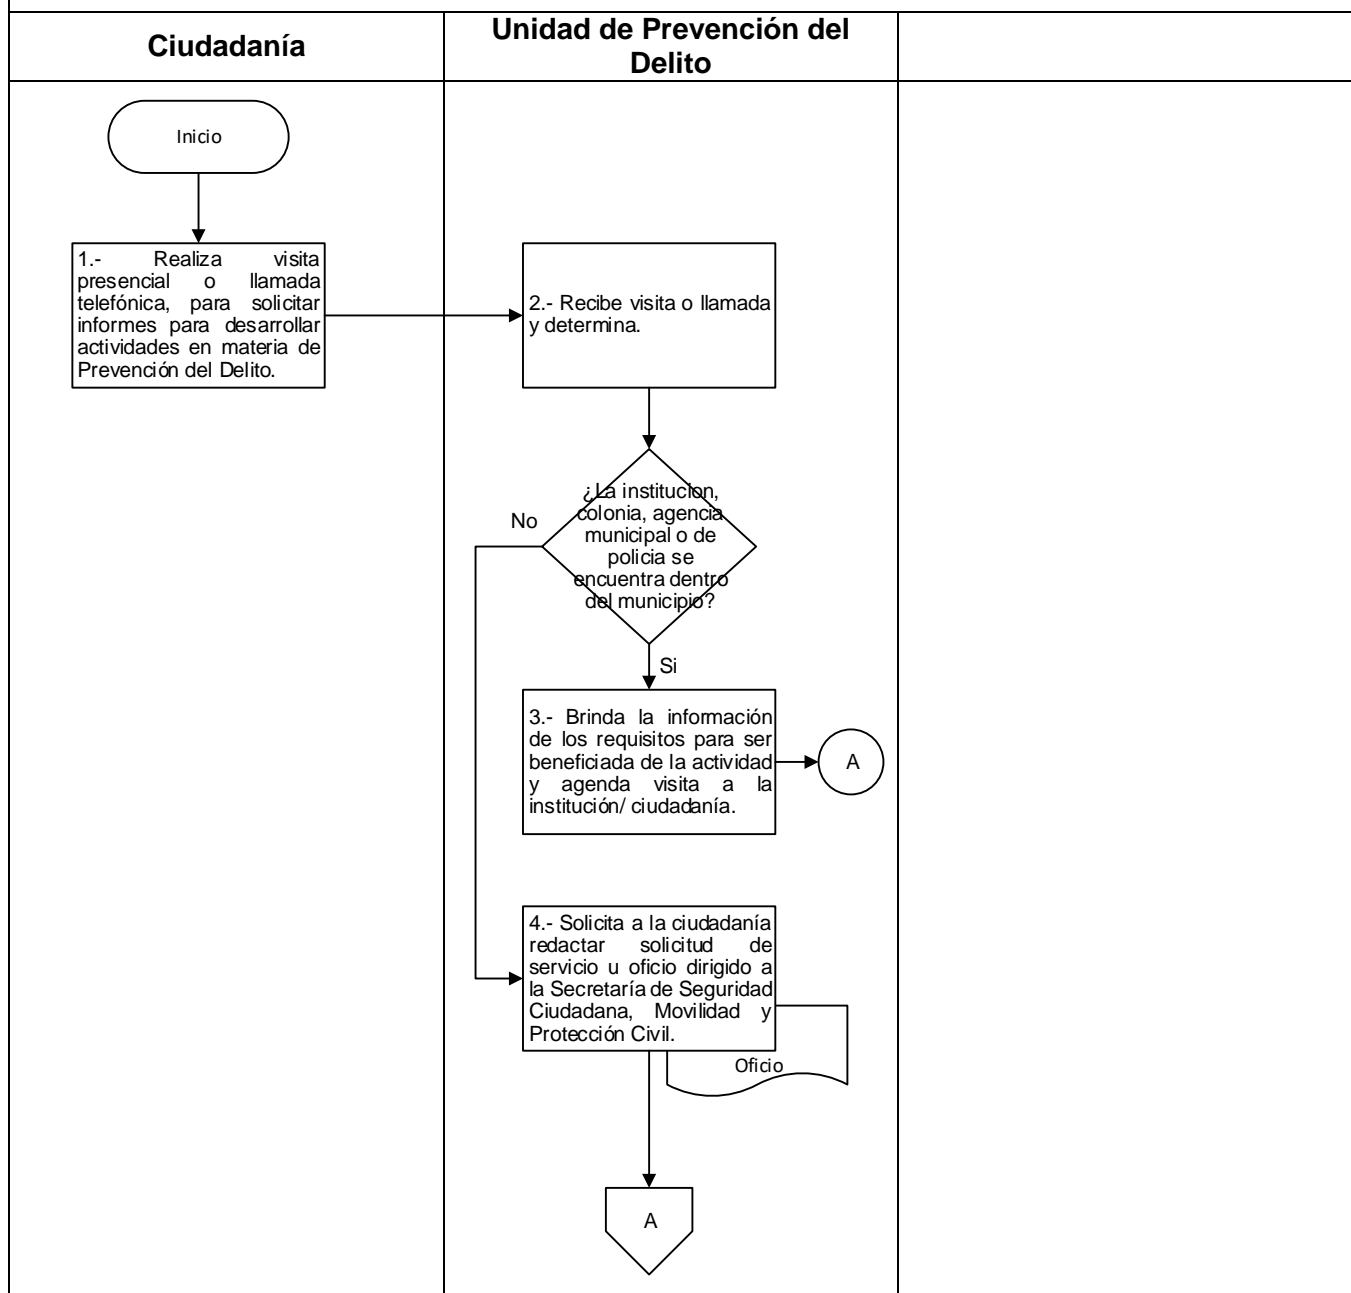 Ciudadanía
Unidad de Prevención del
Delito
Inicio
1.- Realiza visita
presencial o llamada
telefónica, para solicitar
informes para desarrollar
actividades en materia de
Prevención del Delito.
2.- Recibe visita o llamada
y determina.
¿La institucion,
colonia, agencia
municipal o de
policia se
encuentra dentro
del municipio?
No
Si
3.- Brinda la información
de los requisitos para ser
beneficiada de la actividad
y agenda visita a la
institución/ ciudadanía.
A
4.- Solicita a la ciudadanía
redactar solicitud de
servicio u oficio dirigido a
la Secretaría de Seguridad
Ciudadana, Movilidad y
Protección Civil.
Oficio
A